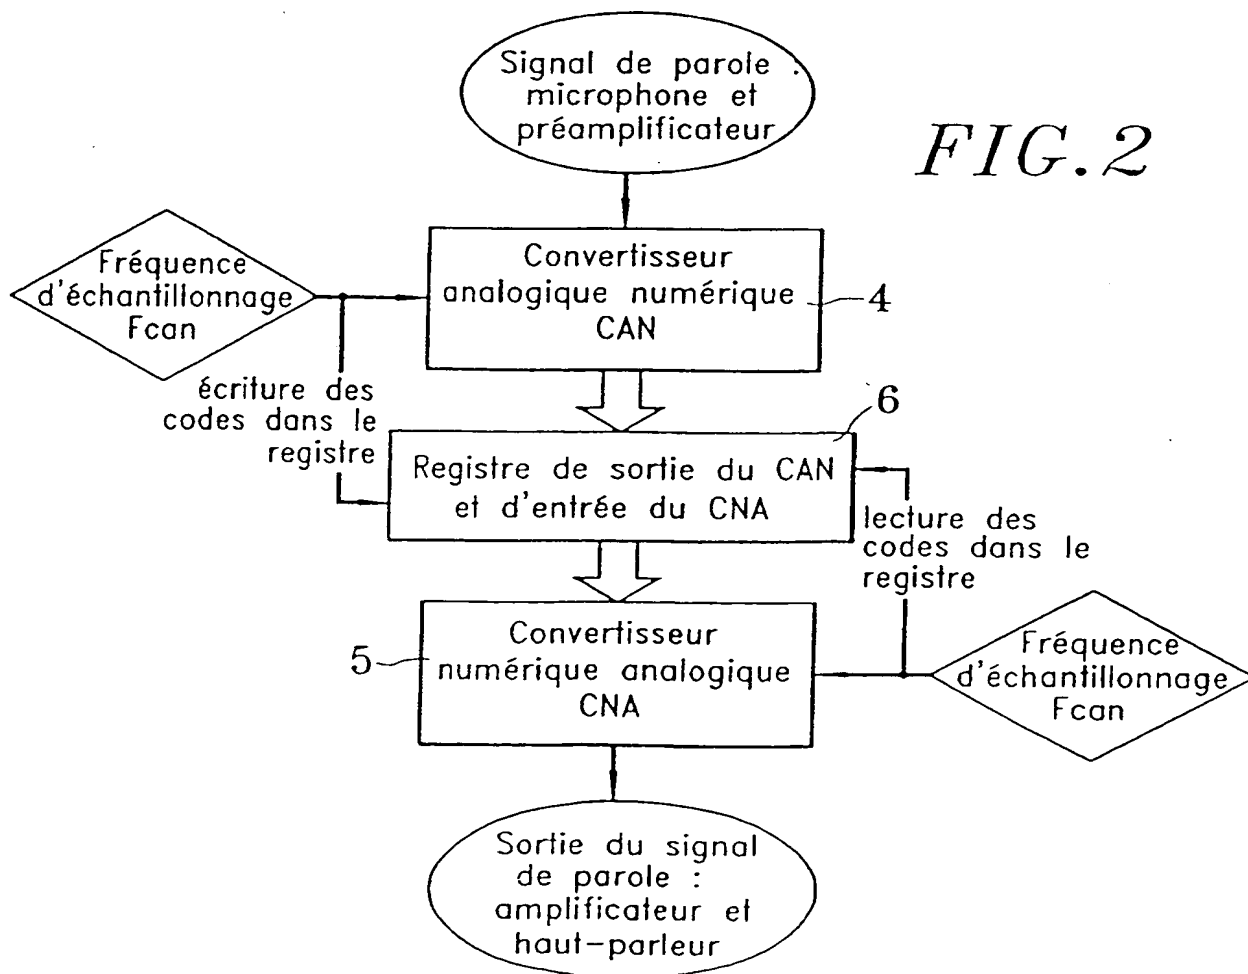 Signal de parole :
microphone et
préamplificateur
FIG.2
Fréquence
d'échantillonnage
Fcan
Convertisseur
analogique numérique
CAN
4
écriture des
codes dans le
registre
6
Registre de sortie du CAN
et d'entrée du CNA
lecture des
codes dans le
registre
5
Convertisseur
numérique analogique
CNA
Fréquence
d'échantillonnage
Fcan
Sortie du signal
de parole :
amplificateur et
haut-parleur